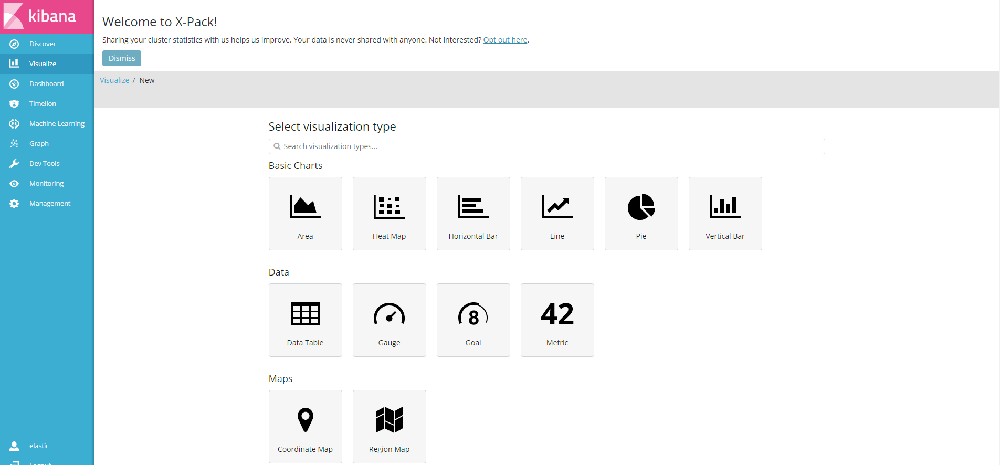 kibana
Discover
Visualize
Dashboard
Timelion
Machine Learning
Graph
Dev Tools
Monitoring
Management
elastic
Welcome to X-Pack!
Sharing your cluster statistics with us helps us improve. Your data is never shared with anyone. Not interested? Opt out here.
Dismiss
Visualize / New
Select visualization type
Search visualization types...
Basic Charts
Area Heat Map Horizontal Bar Line Pie Vertical Bar
Data
8 42
Data Table Gauge Goal Metric
Maps
Coordinate Map Region Map